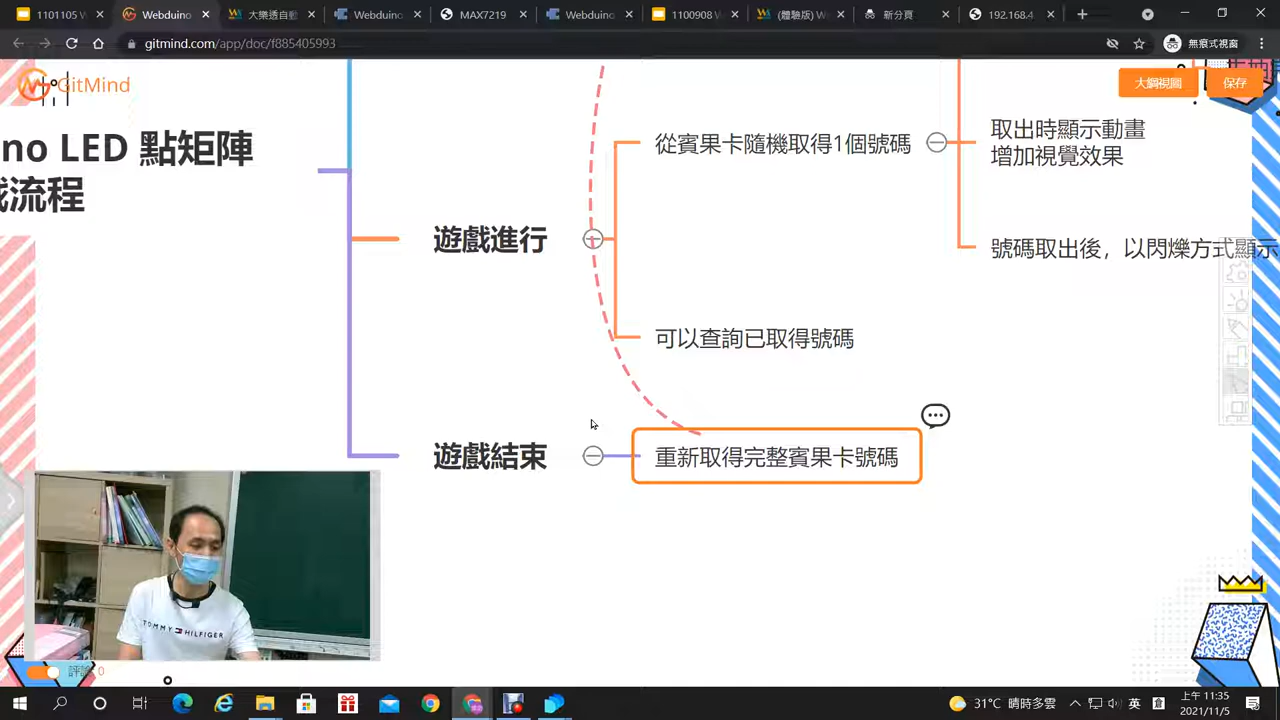 1101105 W
大樂透自動
Webduino
MAX7219
Webduino
1100908 W
(體驗版) W
新分頁
192.168.4
gitmind.com/app/doc/f885405993
無痕式視窗
GitMind
大綱視圖
保存
no LED 點矩陣
戲流程
從賓果卡隨機取得1個號碼
取出時顯示動畫
增加視覺效果
遊戲進行
號碼取出後，以閃爍方式顯示
可以查詢已取得號碼
遊戲結束
重新取得完整賓果卡號碼
TOMMY HILFIGER
評論: 0
31°C 晴時多雲
英
上午 11:35
2021/11/5